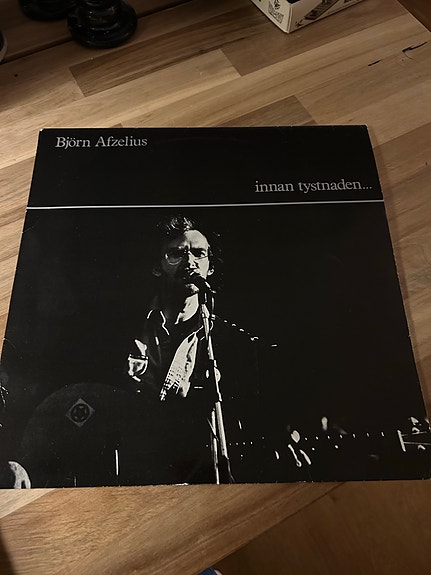 Björn Afzelius
innan tystnaden...